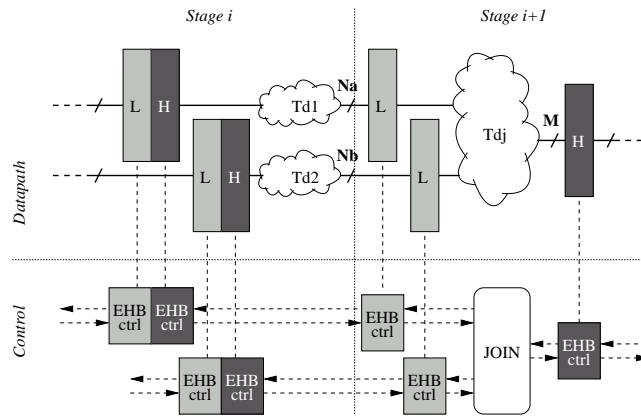 Stage i
Stage i+1
L
H
Td1
Na
L
Tdj
M
H
L
H
Td2
Nb
L
Datapath
Control
EHB
ctrl
EHB
ctrl
EHB
ctrl
JOIN
EHB
ctrl
EHB
ctrl
EHB
ctrl
EHB
ctrl